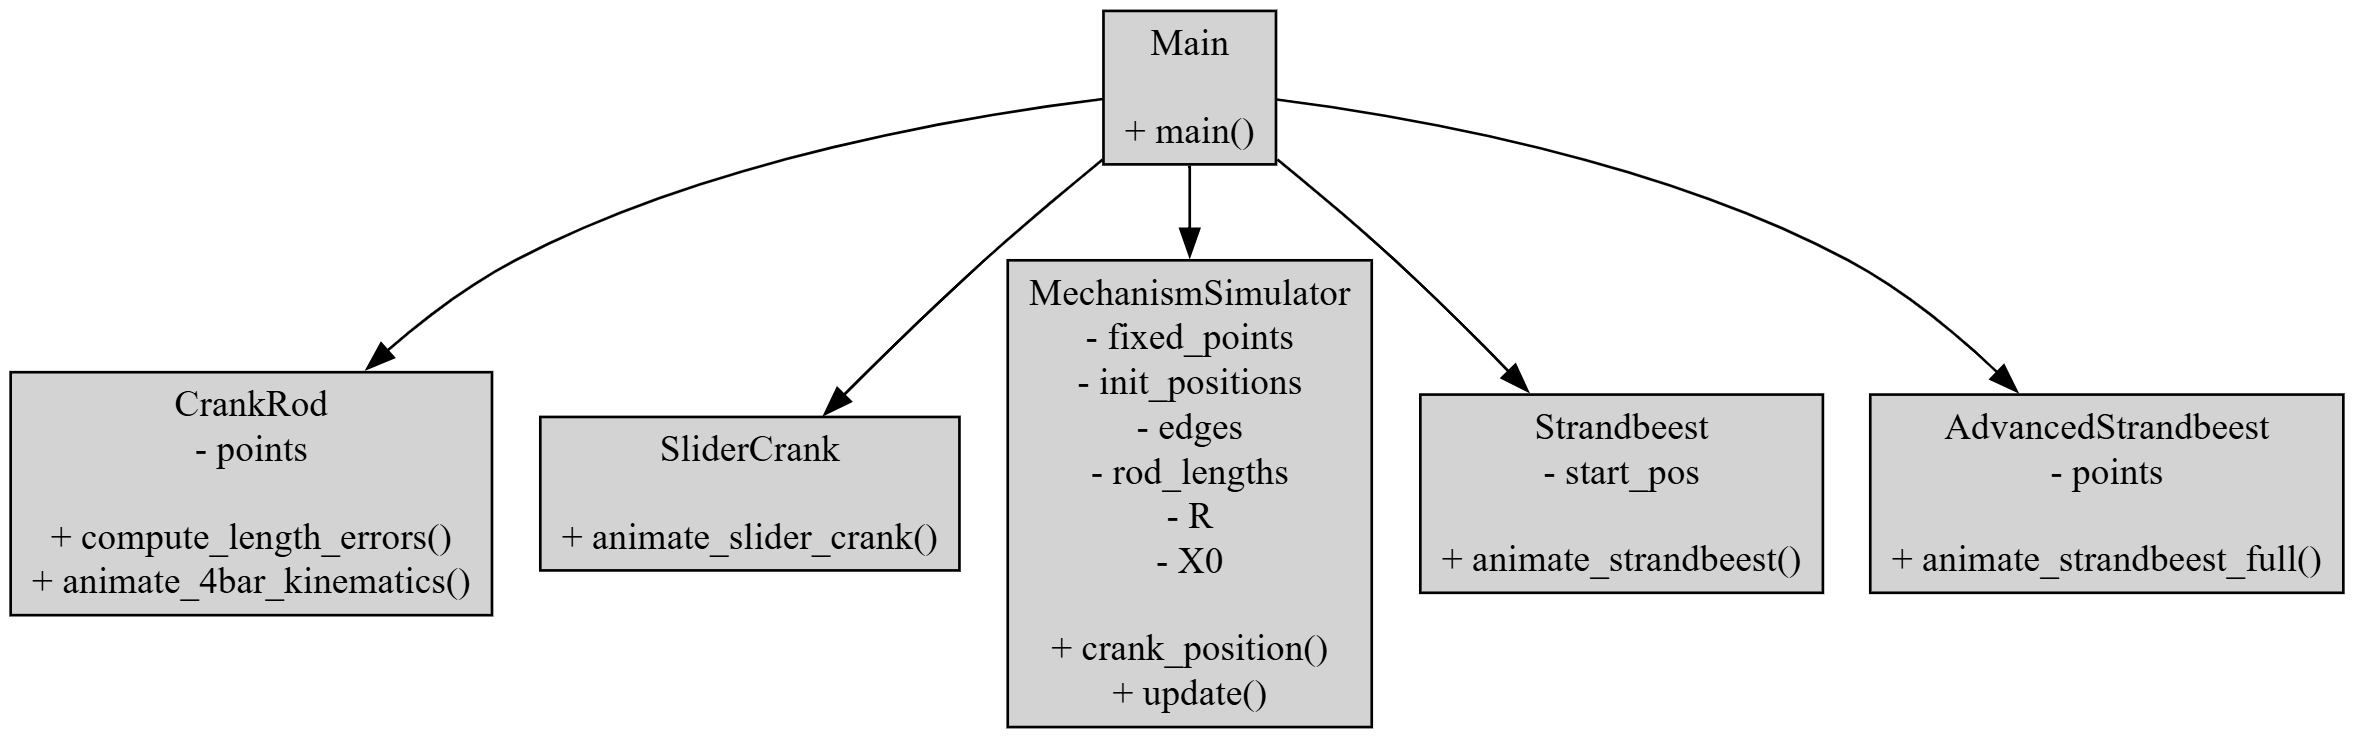 Main
+ main()
CrankRod
- points
+ compute_length_errors()
+ animate_4bar_kinematics()
SliderCrank
+ animate_slider_crank()
MechanismSimulator
- fixed_points
- init_positions
- edges
- rod_lengths
- R
- X0
+ crank_position()
+ update()
Strandbeest
- start_pos
+ animate_strandbeest()
AdvancedStrandbeest
- points
+ animate_strandbeest_full()